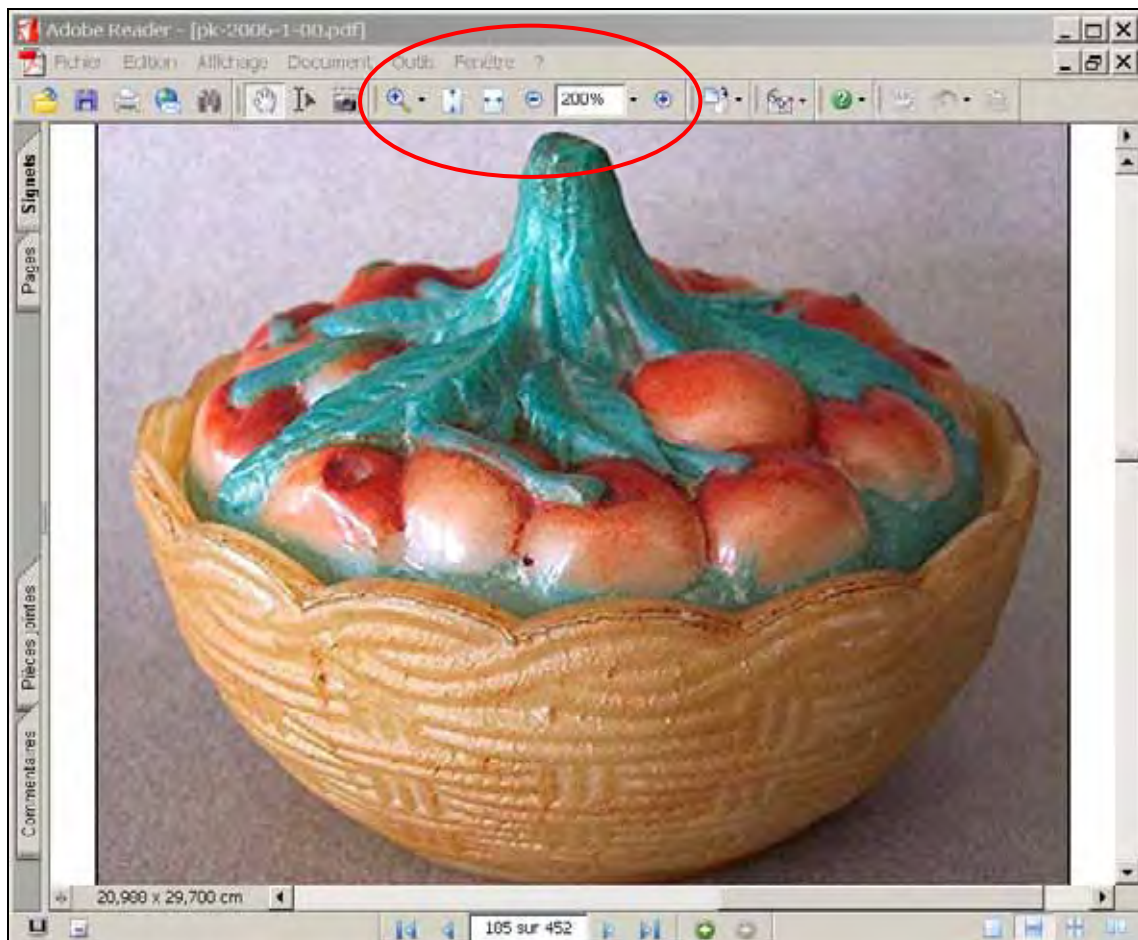 Adobe Reader - [pk-2006-1-00.pdf]
Fichier Edition Affichage Document Outils Fenêtre ?
200%
Signets
Pages
Pièces jointes
Commentaires
20,988 x 29,700 cm
105 sur 452